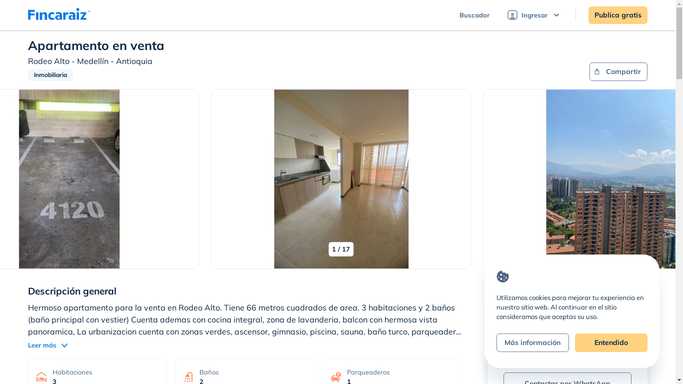 Fincaraiz
Buscador
Ingresar
Publica gratis
Apartamento en venta
Rodeo Alto - Medellín - Antioquia
Inmobiliaria
Compartir
4120
1 / 17
Descripción general
Hermoso apartamento para la venta en Rodeo Alto. Tiene 66 metros cuadrados de area. 3 habitaciones y 2 baños
(baño principal con vestier) Cuenta ademas con cocina integral, zona de lavandería, balcon con hermosa vista
panoramica. La urbanizacion cuenta con zonas verdes, ascensor, gimnasio, piscina, sauna, baño turco, parqueader...
Leer más
Habitaciones
3
Baños
2
Parqueaderos
1
Utilizamos cookies para mejorar tu experiencia en
nuestro sitio web. Al continuar en el sitio
consideramos que aceptas su uso.
Más información
Entendido
Contactar por WhatsApp